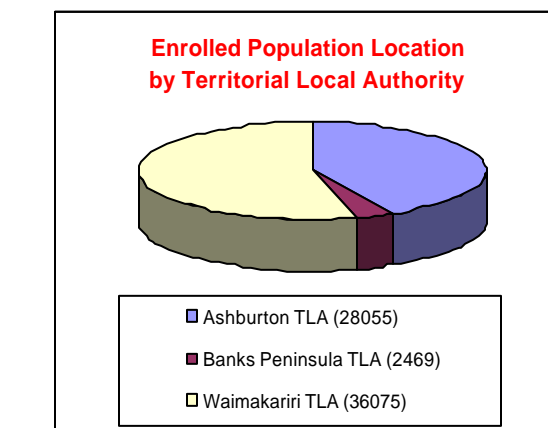 Enrolled Population Location
by Territorial Local Authority
Ashburton TLA (28055)
Banks Peninsula TLA (2469)
Waimakariri TLA (36075)